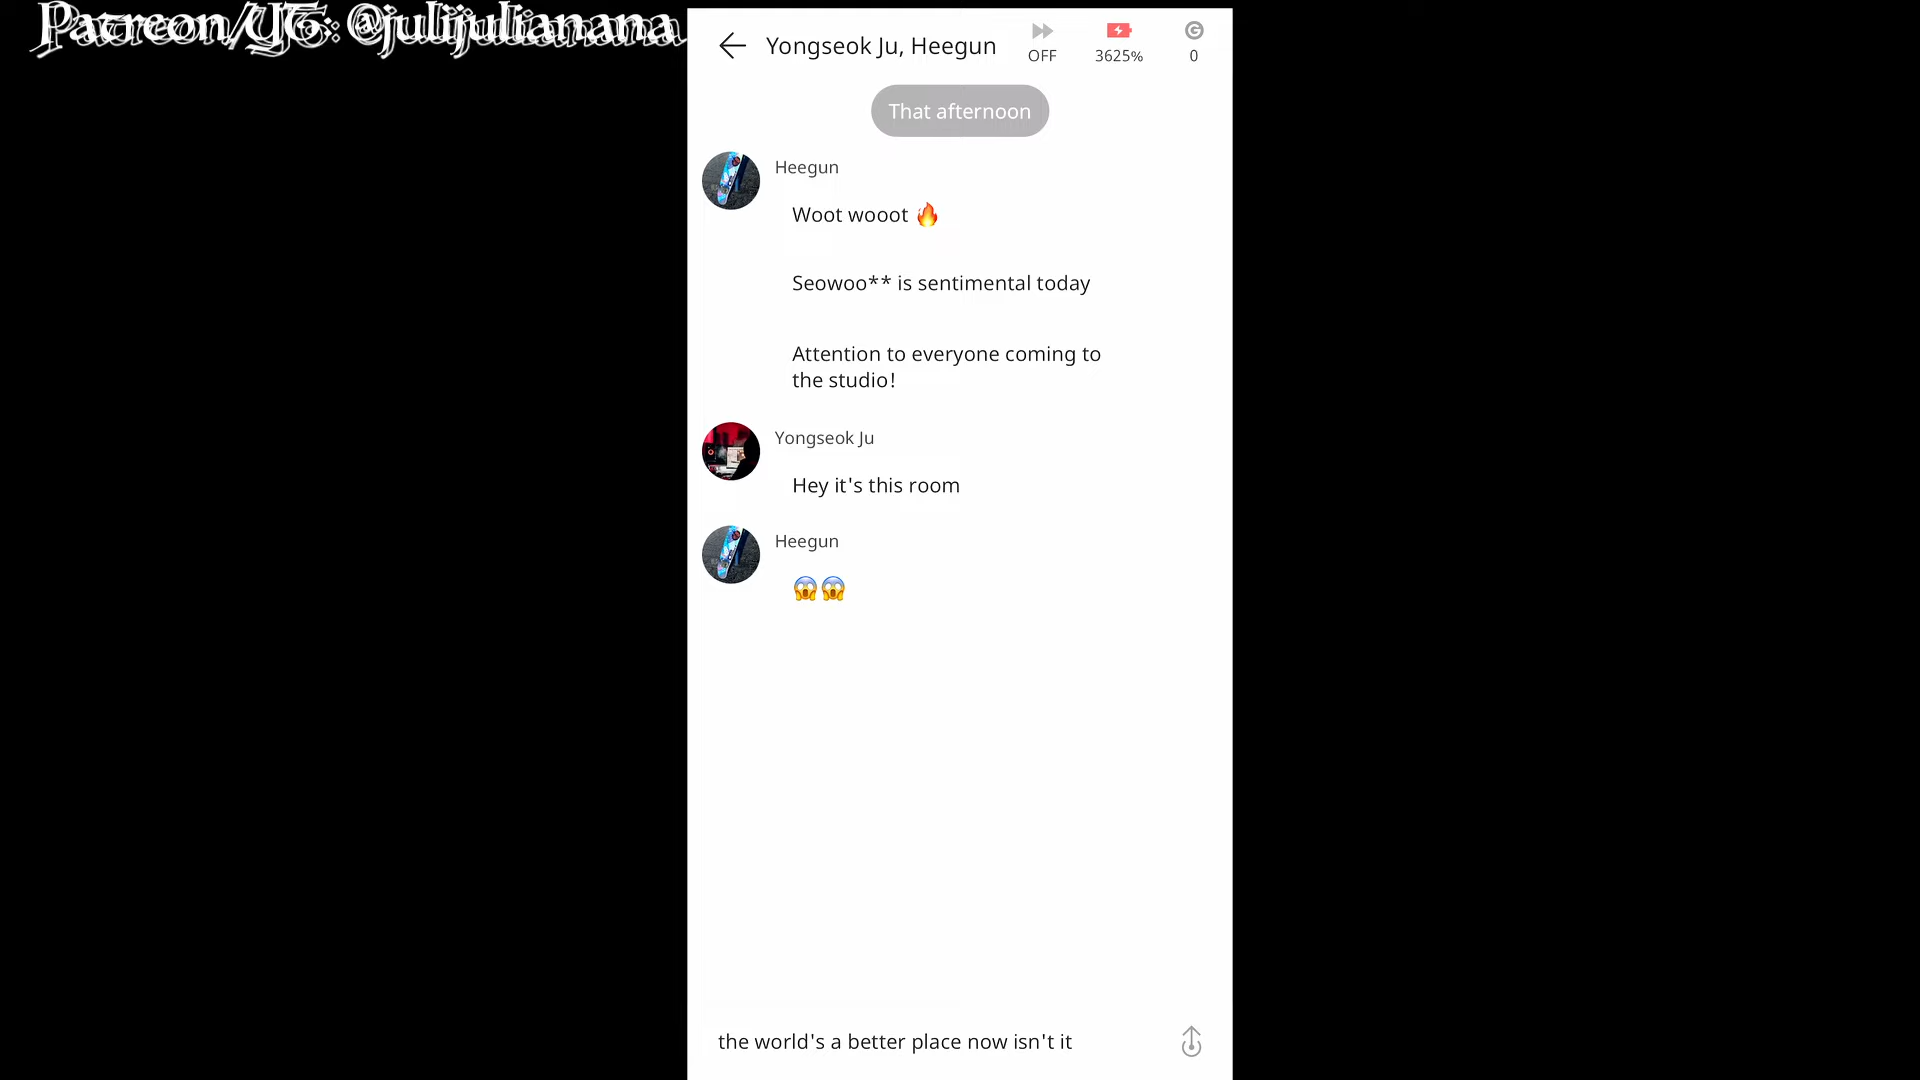 Patreon/YT: @julijulianana
Yongseok Ju, Heegun
OFF
3625%
0
That afternoon
Heegun
Woot wooot 🔥
Seowoo** is sentimental today
Attention to everyone coming to
the studio!
Yongseok Ju
Hey it's this room
Heegun
😱😱
the world's a better place now isn't it